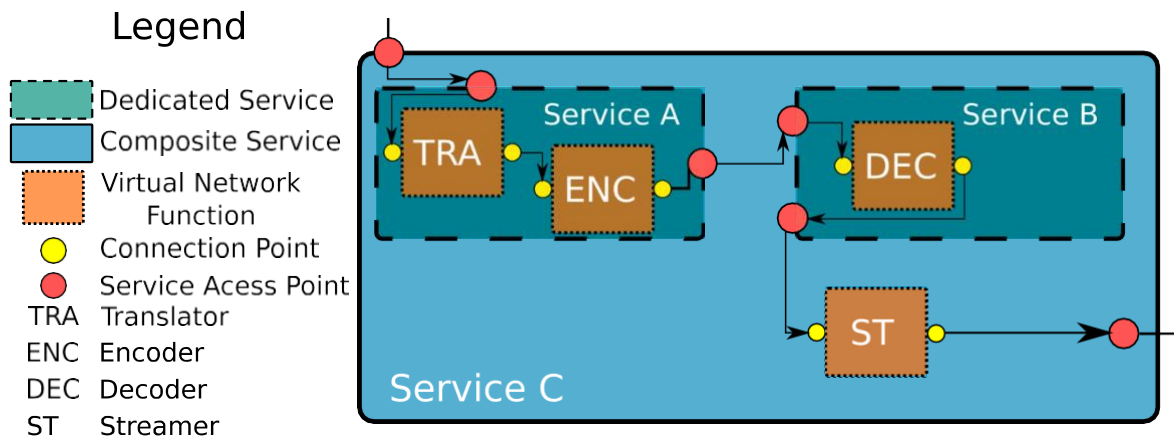 Legend
Dedicated Service
Composite Service
Virtual Network
Function
Connection Point
Service Acess Point
TRA Translator
ENC Encoder
DEC Decoder
ST Streamer
Service A
TRA
ENC
Service B
DEC
ST
Service C